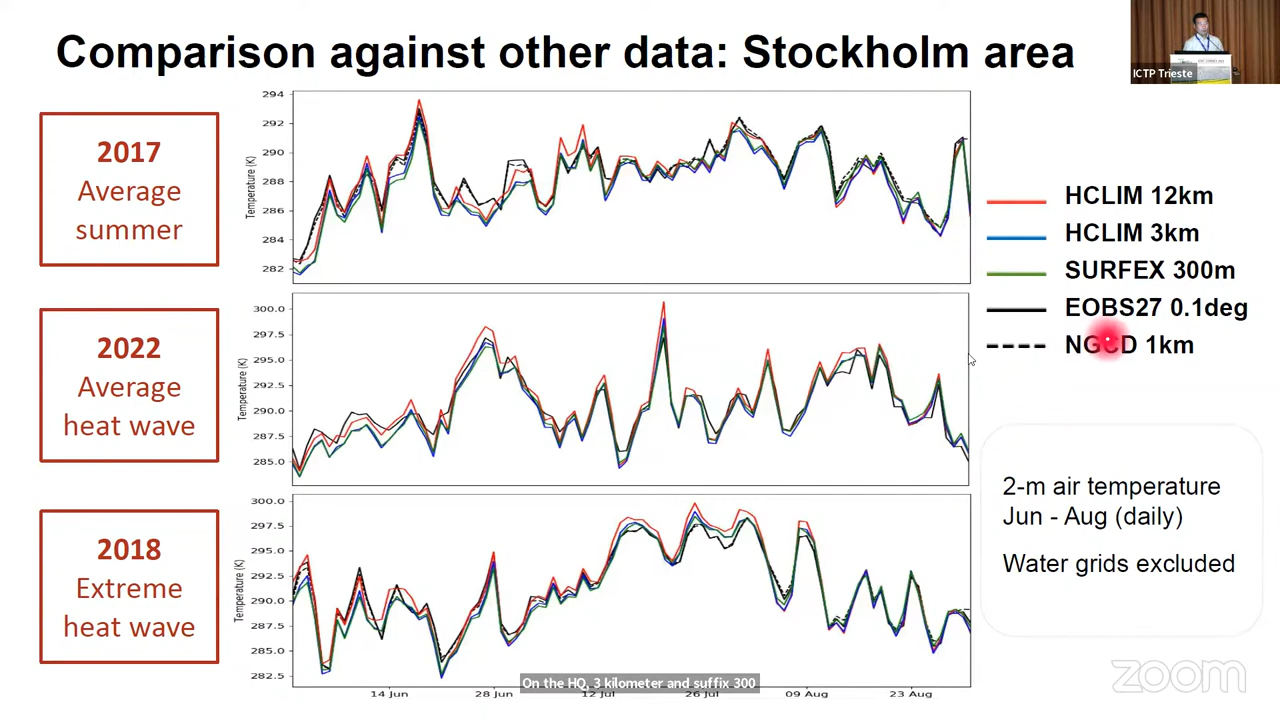 Comparison against other data: Stockholm area
ICTP Trieste
2017
Average
summer
2022
Average
heat wave
2018
Extreme
heat wave
Temperature (K)
294
292
290
288
286
284
282
Temperature (K)
300.0
297.5
295.0
292.5
290.0
287.5
285.0
Temperature (K)
300.0
297.5
295.0
292.5
290.0
287.5
285.0
282.5
14 Jun
28 Jun
12 Jul
26 Jul
09 Aug
23 Aug
HCLIM 12km
HCLIM 3km
SURFEX 300m
EOBS27 0.1deg
NGCD 1km
2-m air temperature
Jun - Aug (daily)
Water grids excluded
On the HQ, 3 kilometer and suffix 300
zoom